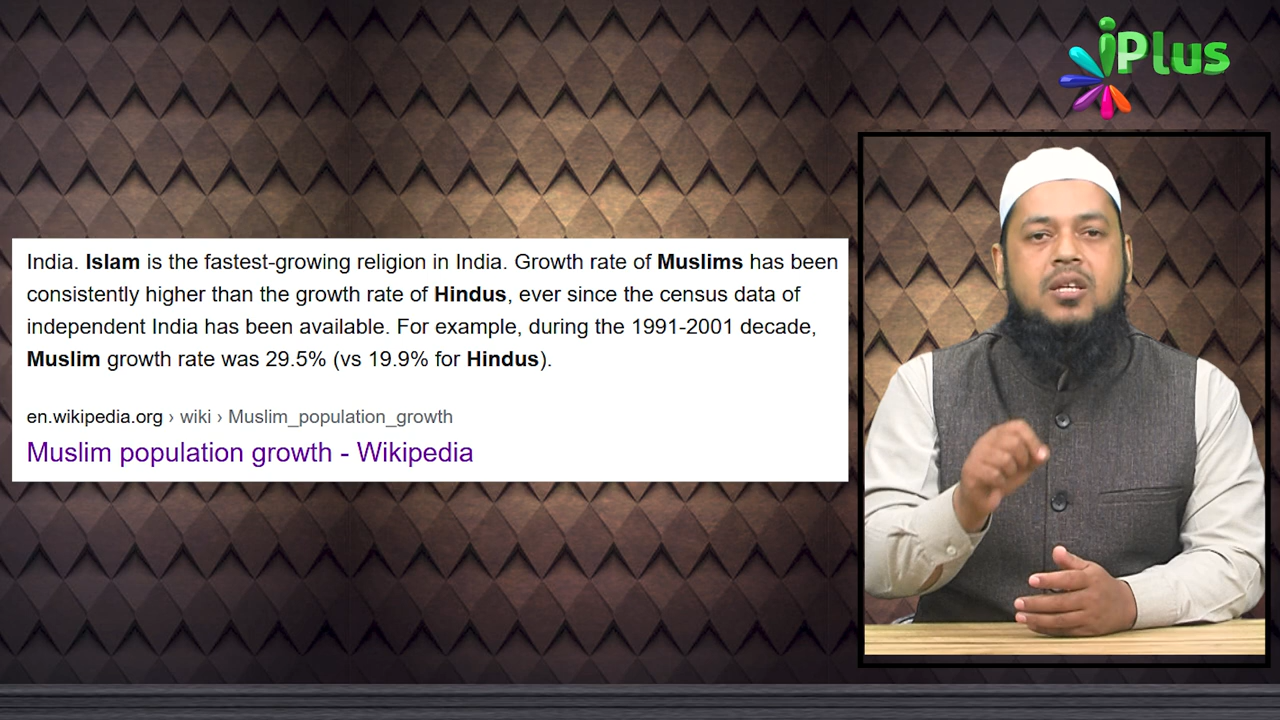 iPlus
India. Islam is the fastest-growing religion in India. Growth rate of Muslims has been
consistently higher than the growth rate of Hindus, ever since the census data of
independent India has been available. For example, during the 1991-2001 decade,
Muslim growth rate was 29.5% (vs 19.9% for Hindus).
en.wikipedia.org › wiki › Muslim_population_growth
Muslim population growth - Wikipedia